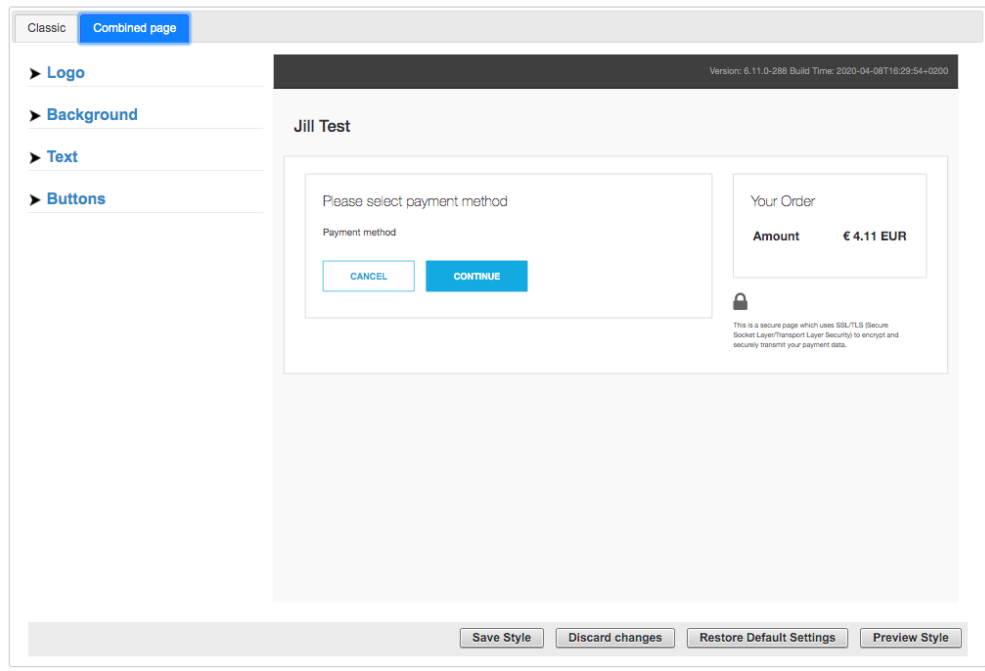 Classic Combined page
Logo
Background
Text
Buttons
Version: 6.11.0-288 Build Time: 2020-04-08T16:29:54+0200
Jill Test
Please select payment method
Payment method
CANCEL CONTINUE
Your Order
Amount € 4.11 EUR
This is a secure page which uses SSL/TLS (Secure
Socket Layer/Transport Layer Security) to encrypt and
securely transmit your payment data.
Save Style Discard changes Restore Default Settings Preview Style